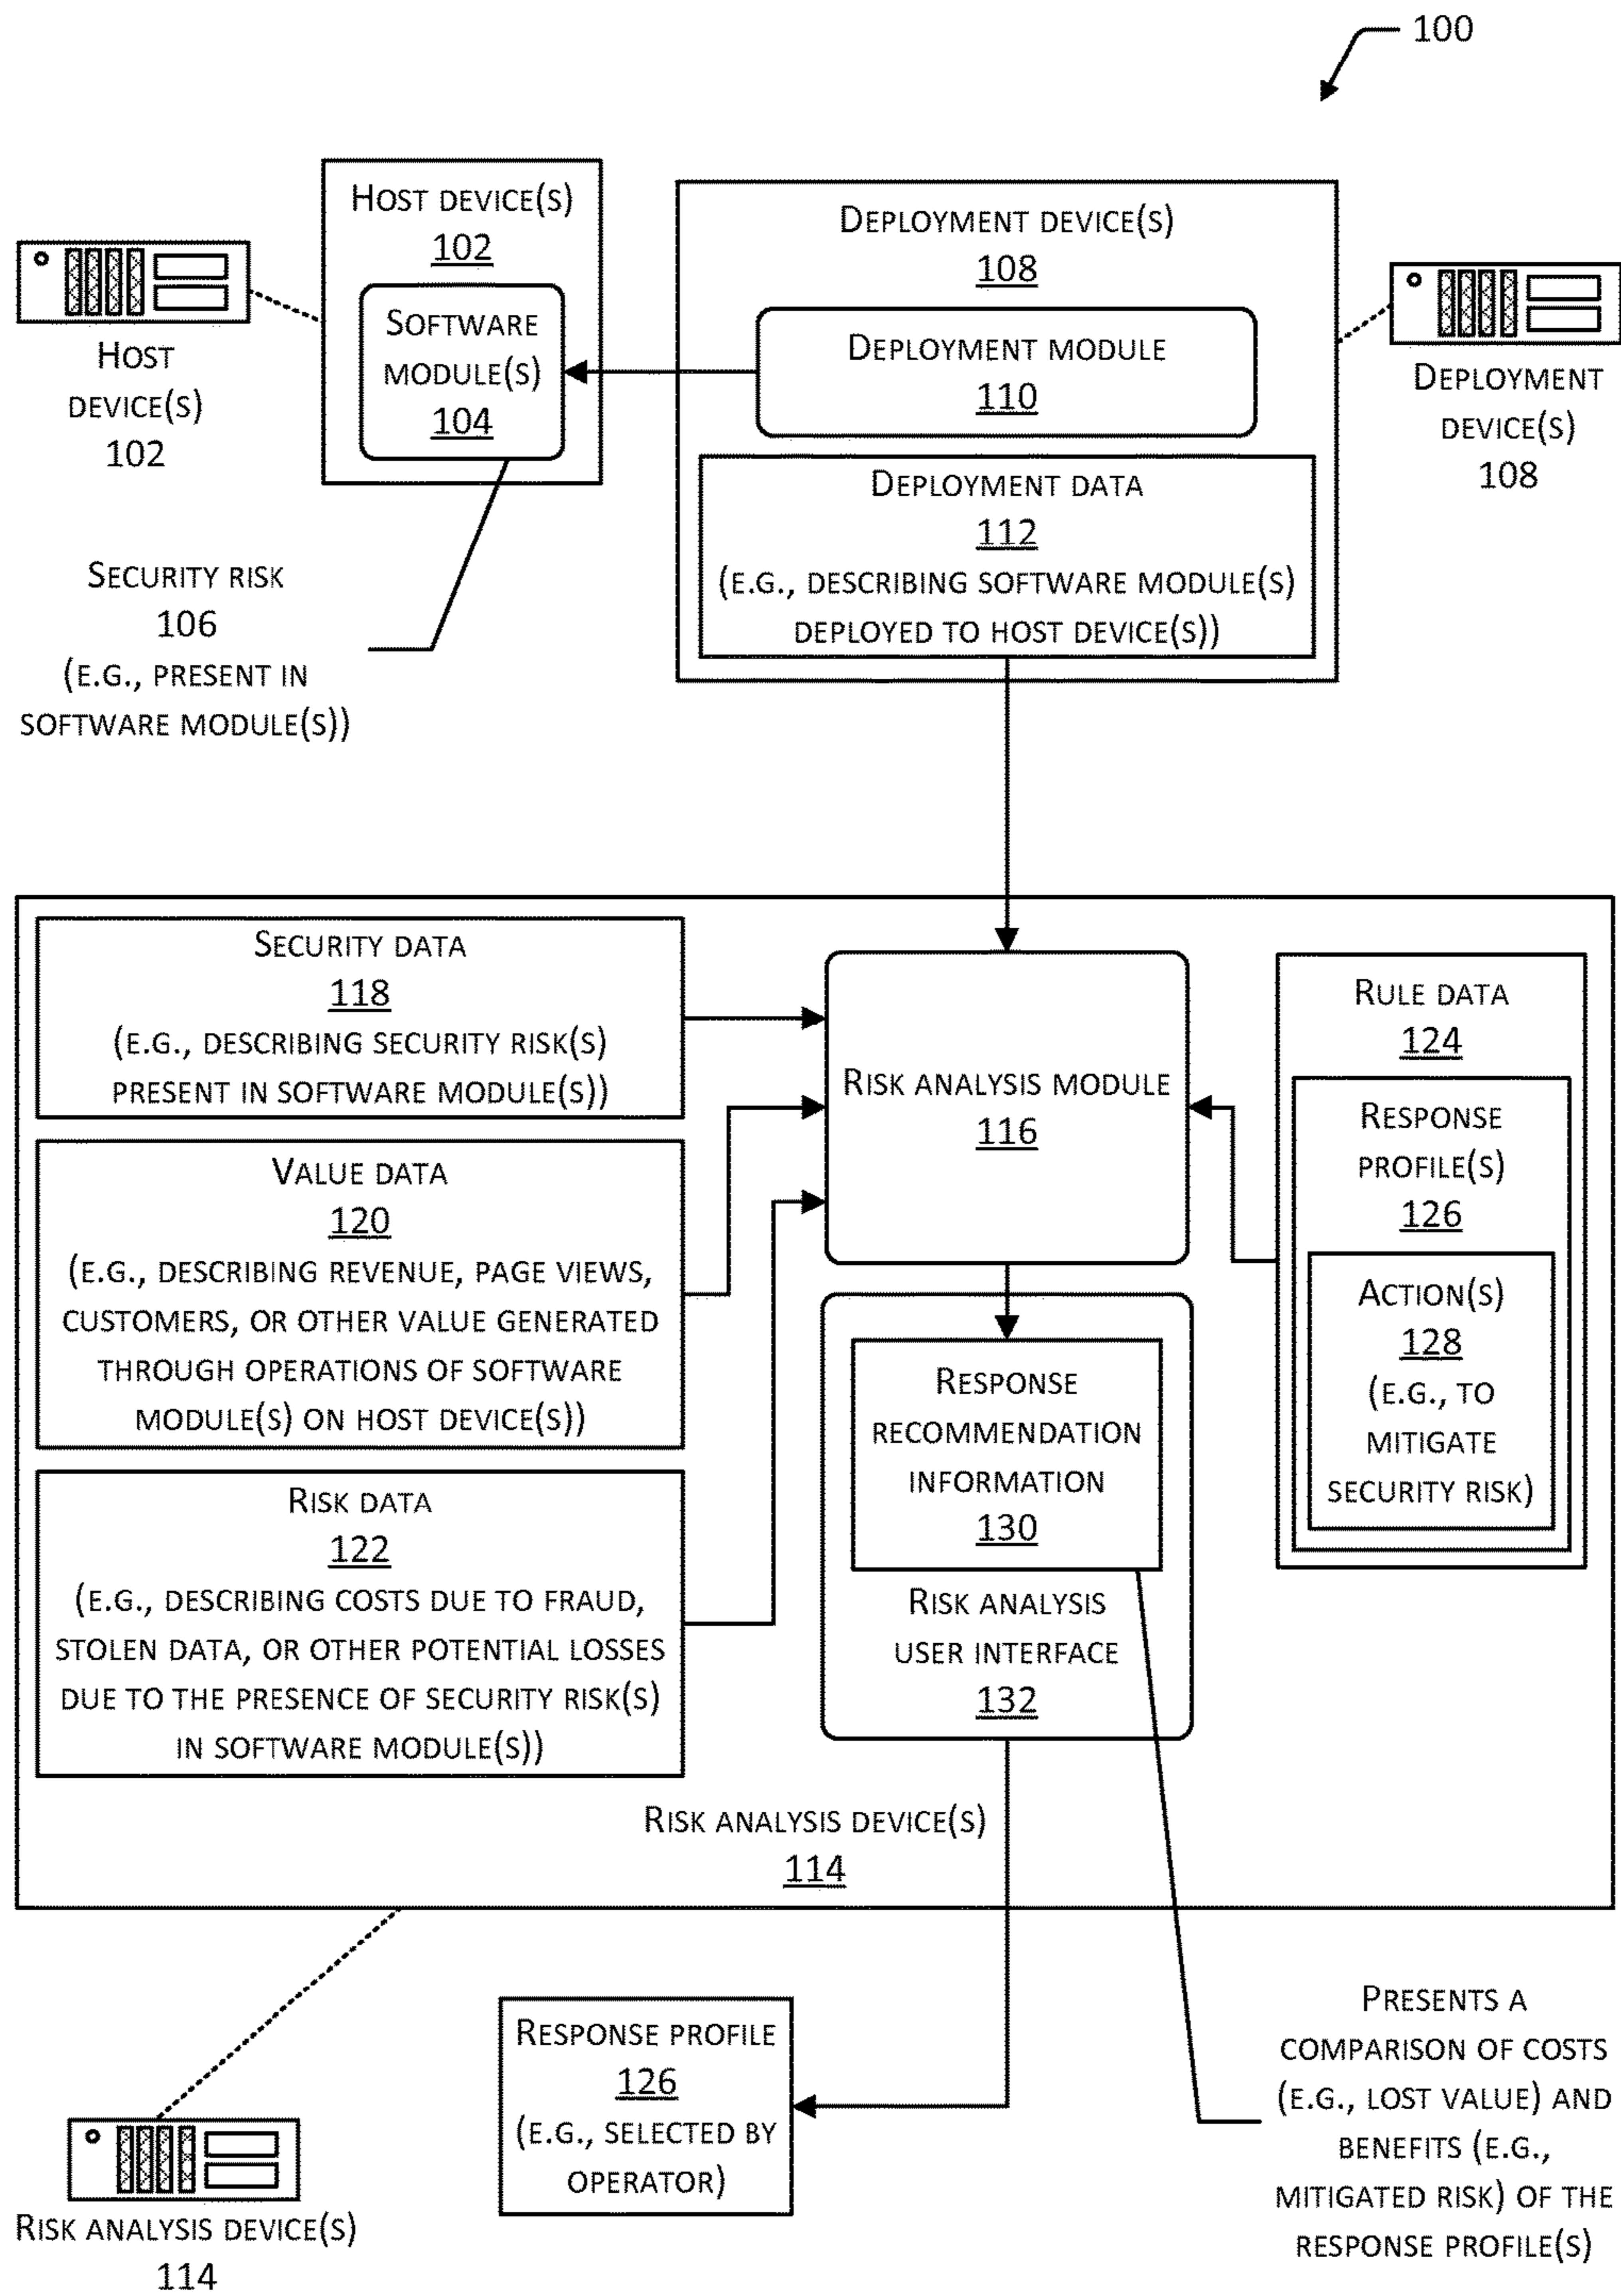 100
HOST DEVICE(S)
102
SOFTWARE
MODULE(S)
104
HOST
DEVICE(S)
102
DEPLOYMENT DEVICE(S)
108
DEPLOYMENT MODULE
110
DEPLOYMENT DATA
112
(E.G., DESCRIBING SOFTWARE MODULE(S)
DEPLOYED TO HOST DEVICE(S))
DEPLOYMENT
DEVICE(S)
108
SECURITY RISK
106
(E.G., PRESENT IN
SOFTWARE MODULE(S))
SECURITY DATA
118
(E.G., DESCRIBING SECURITY RISK(S)
PRESENT IN SOFTWARE MODULE(S))
VALUE DATA
120
(E.G., DESCRIBING REVENUE, PAGE VIEWS,
CUSTOMERS, OR OTHER VALUE GENERATED
THROUGH OPERATIONS OF SOFTWARE
MODULE(S) ON HOST DEVICE(S))
RISK DATA
122
(E.G., DESCRIBING COSTS DUE TO FRAUD,
STOLEN DATA, OR OTHER POTENTIAL LOSSES
DUE TO THE PRESENCE OF SECURITY RISK(S)
IN SOFTWARE MODULE(S))
RISK ANALYSIS MODULE
116
RESPONSE
RECOMMENDATION
INFORMATION
130
RISK ANALYSIS
USER INTERFACE
132
RULE DATA
124
RESPONSE
PROFILE(S)
126
ACTION(S)
128
(E.G., TO
MITIGATE
SECURITY RISK)
RISK ANALYSIS DEVICE(S)
114
RISK ANALYSIS DEVICE(S)
114
RESPONSE PROFILE
126
(E.G., SELECTED BY
OPERATOR)
PRESENTS A
COMPARISON OF COSTS
(E.G., LOST VALUE) AND
BENEFITS (E.G.,
MITIGATED RISK) OF THE
RESPONSE PROFILE(S)